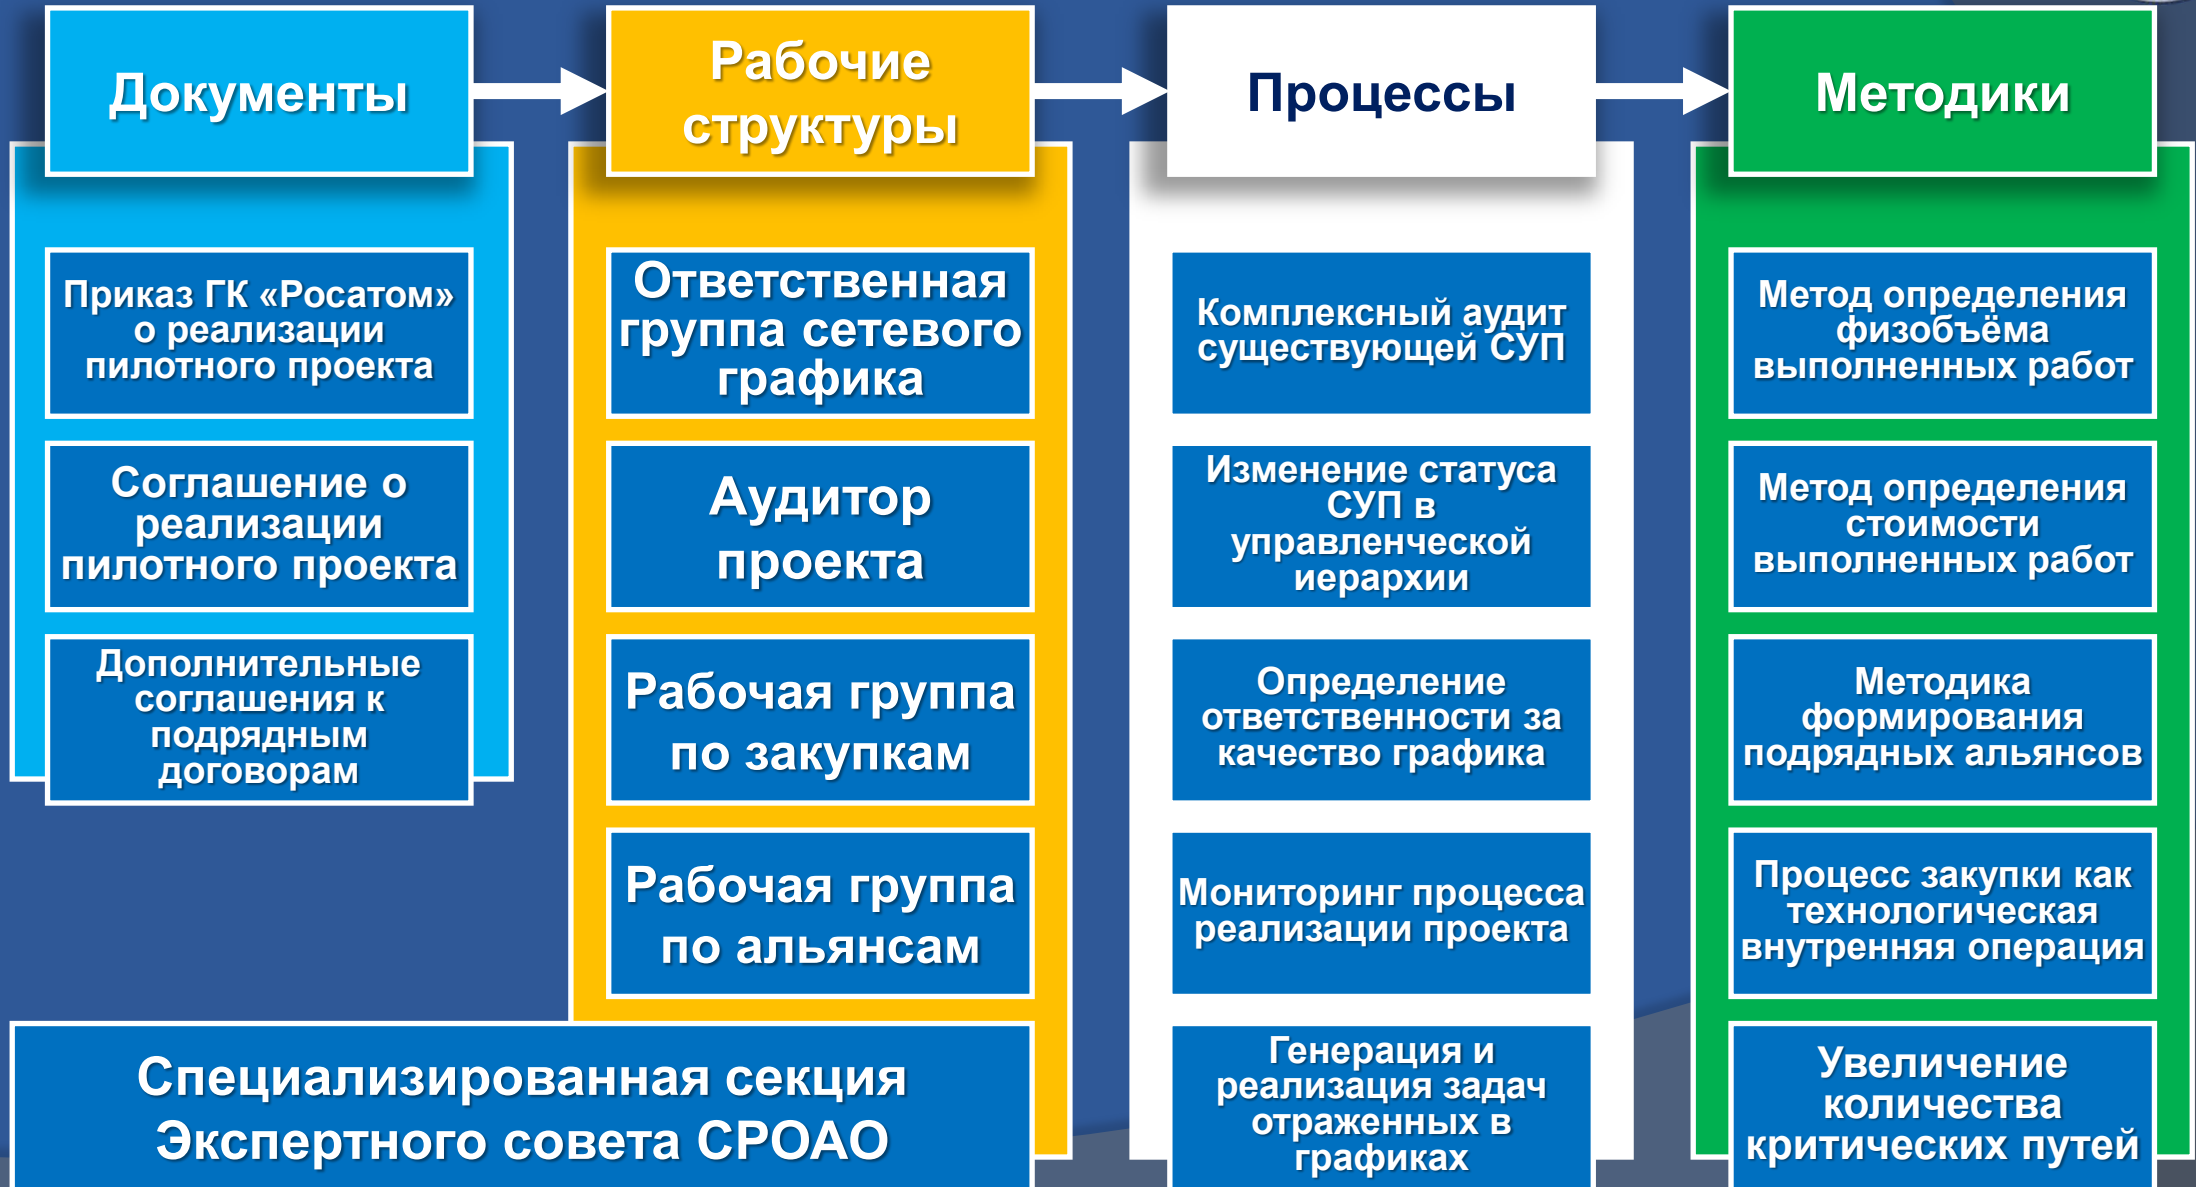 Документы
Рабочие
структуры
Процессы
Методики
Приказ ГК «Росатом»
о реализации
пилотного проекта
Соглашение о
реализации
пилотного проекта
Дополнительные
соглашения к
подрядным
договорам
Ответственная
группа сетевого
графика
Аудитор
проекта
Рабочая группа
по закупкам
Рабочая группа
по альянсам
Специализированная секция
Экспертного совета СРОАО
Комплексный аудит
существующей СУП
Изменение статуса
СУП в
управленческой
иерархии
Определение
ответственности за
качество графика
Мониторинг процесса
реализации проекта
Генерация и
реализация задач
отраженных в
графиках
Метод определения
физобъёма
выполненных работ
Метод определения
стоимости
выполненных работ
Методика
формирования
подрядных альянсов
Процесс закупки как
технологическая
внутренняя операция
Увеличение
количества
критических путей